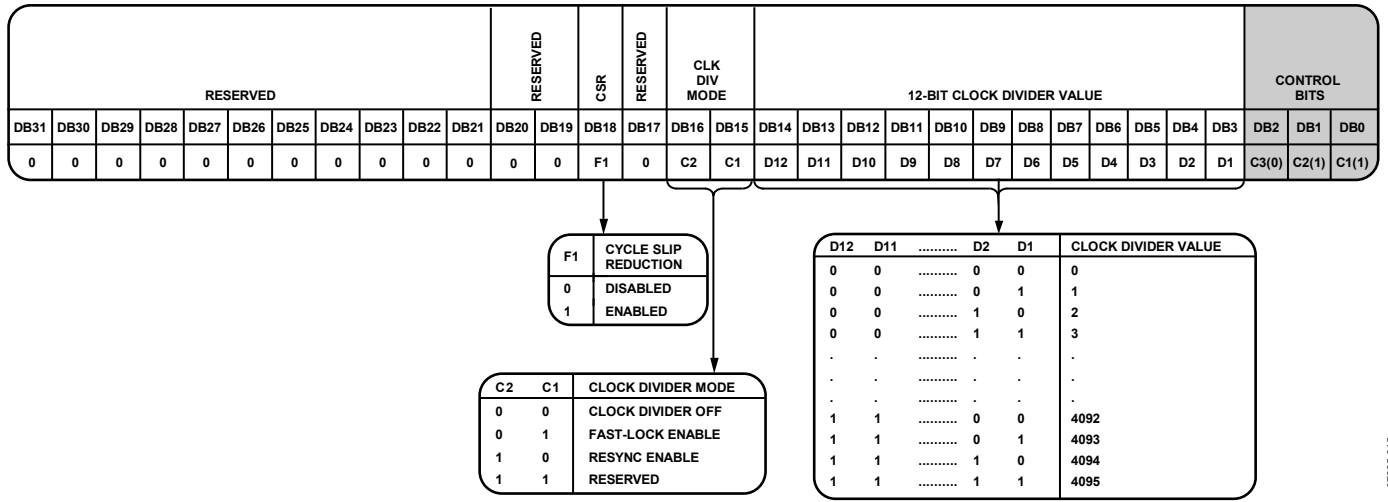 RESERVED
RESERVED
CSR
RESERVED
CLK
DIV
MODE
12-BIT CLOCK DIVIDER VALUE
CONTROL
BITS
DB31 DB30 DB29 DB28 DB27 DB26 DB25 DB24 DB23 DB22 DB21 DB20 DB19 DB18 DB17 DB16 DB15 DB14 DB13 DB12 DB11 DB10 DB9 DB8 DB7 DB6 DB5 DB4 DB3 DB2 DB1 DB0
0 0 0 0 0 0 0 0 0 0 0 0 0 F1 0 C2 C1 D12 D11 D10 D9 D8 D7 D6 D5 D4 D3 D2 D1 C3(0) C2(1) C1(1)
F1 CYCLE SLIP
REDUCTION
0 DISABLED
1 ENABLED
C2 C1 CLOCK DIVIDER MODE
0 0 CLOCK DIVIDER OFF
0 1 FAST-LOCK ENABLE
1 0 RESYNC ENABLE
1 1 RESERVED
D12 D11 .......... D2 D1 CLOCK DIVIDER VALUE
0 0 .......... 0 0 0
0 0 .......... 0 1 1
0 0 .......... 1 0 2
0 0 .......... 1 1 3
. . .......... . . .
. . .......... . . .
. . .......... . . .
1 1 .......... 0 0 4092
1 1 .......... 0 1 4093
1 1 .......... 1 0 4094
1 1 .......... 1 1 4095